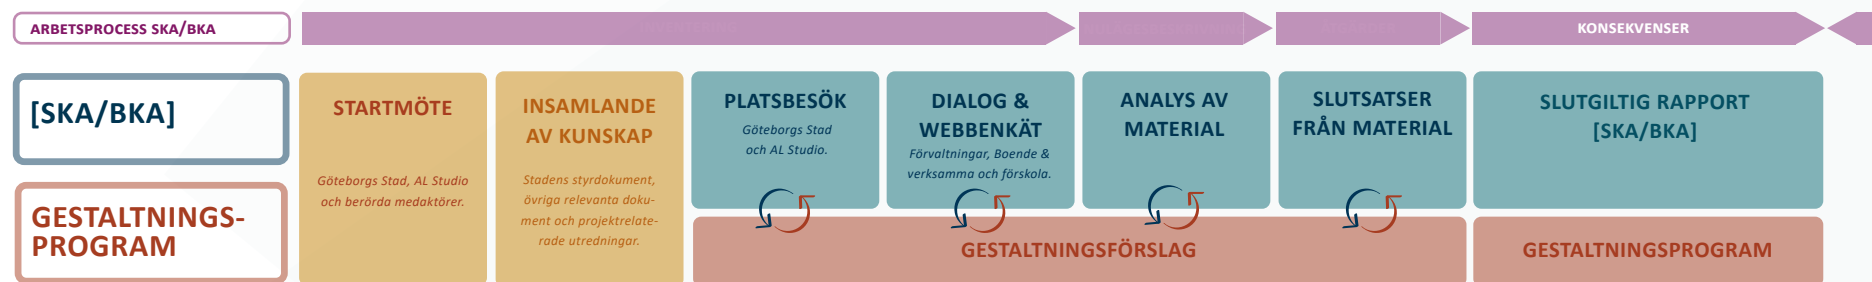 ARBETSPROCESS SKA/BKA
KONSEKVENSER
[SKA/BKA]
GESTALTNINGS-
PROGRAM
STARTMÖTE
Göteborgs Stad, AL Studio
och berörda medaktörer.
INSAMLANDE
AV KUNSKAP
Stadens styrdokument,
övriga relevanta doku-
ment och projektrelate-
rade utredningar.
PLATSBESÖK
Göteborgs Stad
och AL Studio.
DIALOG &
WEBBENKÄT
Förvaltningar, Boende &
verksamma och förskola.
ANALYS AV
MATERIAL
SLUTSATSER
FRÅN MATERIAL
SLUTGILTIG RAPPORT
[SKA/BKA]
GESTALTNINGSFÖRSLAG
GESTALTNINGSPROGRAM